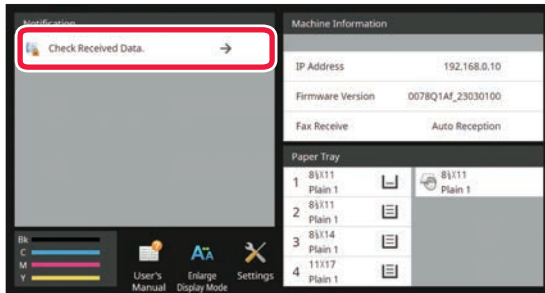 Notification
Check Received Data.
Machine Information
IP Address 192.168.0.10
Firmware Version 0078Q1Af_23030100
Fax Receive Auto Reception
Paper Tray
1 8½X11 Plain 1
8½X11 Plain 1
2 8½X11 Plain 1
3 8½X14 Plain 1
4 11X17 Plain 1
Bk
C
M
Y
User's Manual
Enlarge Display Mode
Settings